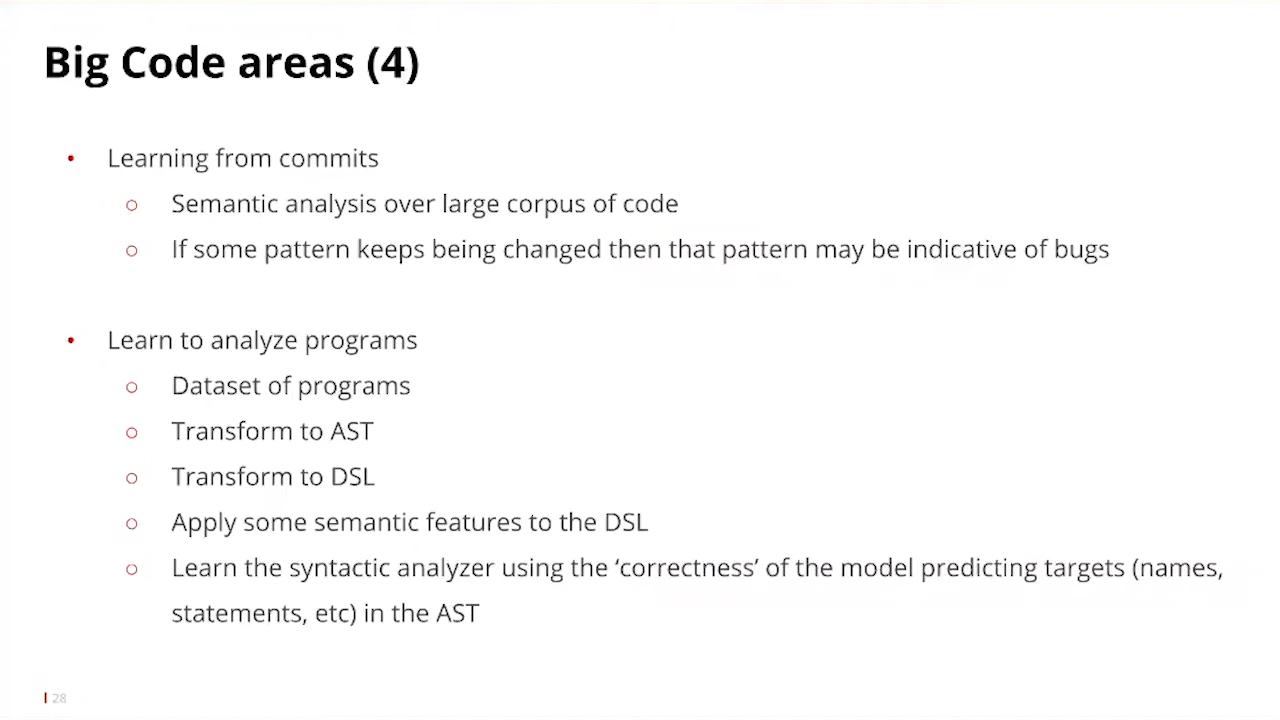 Big Code areas (4)
• Learning from commits
○ Semantic analysis over large corpus of code
○ If some pattern keeps being changed then that pattern may be indicative of bugs
• Learn to analyze programs
○ Dataset of programs
○ Transform to AST
○ Transform to DSL
○ Apply some semantic features to the DSL
○ Learn the syntactic analyzer using the ‘correctness’ of the model predicting targets (names,
statements, etc) in the AST
28